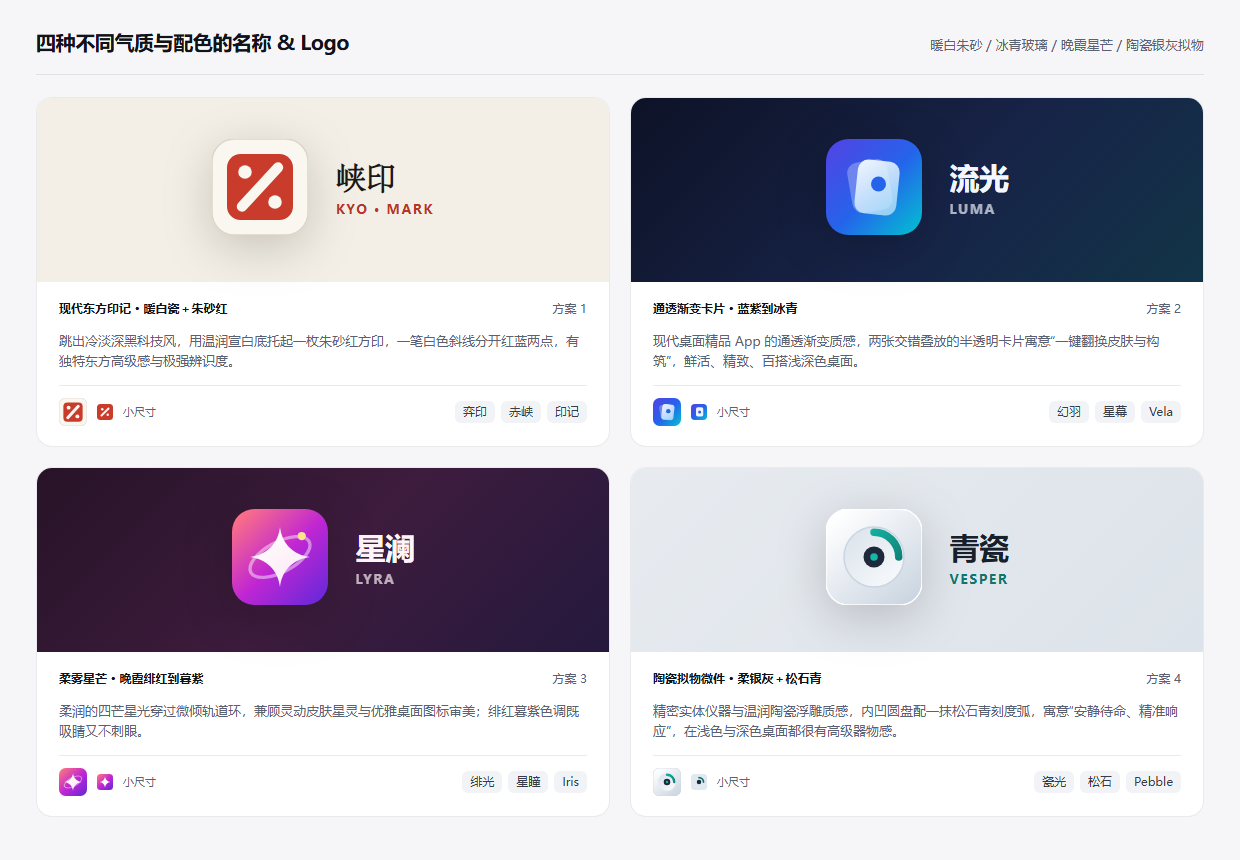 四种不同气质与配色的名称 & Logo
暖白朱砂 / 冰青玻璃 / 晚霞星芒 / 陶瓷银灰拟物
峡印
KYO • MARK
现代东方印记 • 暖白瓷 + 朱砂红
方案 1
跳出冷淡深黑科技风，用温润宣白底托起一枚朱砂红方印，一笔白色斜线分开红蓝两点，有
独特东方高级感与极强辨识度。
小尺寸
弈印
赤峡
印记
流光
LUMA
通透渐变卡片 • 蓝紫到冰青
方案 2
现代桌面精品 App 的通透渐变质感，两张交错叠放的半透明卡片寓意“一键翻换皮肤与构
筑”，鲜活、精致、百搭浅深色桌面。
小尺寸
幻羽
星幕
Vela
星澜
LYRA
柔雾星芒 • 晚霞绯红到暮紫
方案 3
柔润的四芒星光穿过微倾轨道环，兼顾灵动皮肤星灵与优雅桌面图标审美；绯红暮紫色调既
吸睛又不刺眼。
小尺寸
绯光
星瞳
Iris
青瓷
VESPER
陶瓷拟物微件 • 柔银灰 + 松石青
方案 4
精密实体仪器与温润陶瓷浮雕质感，内凹圆盘配一抹松石青刻度弧，寓意“安静待命、精准响
应”，在浅色与深色桌面都很有高级器物感。
小尺寸
瓷光
松石
Pebble